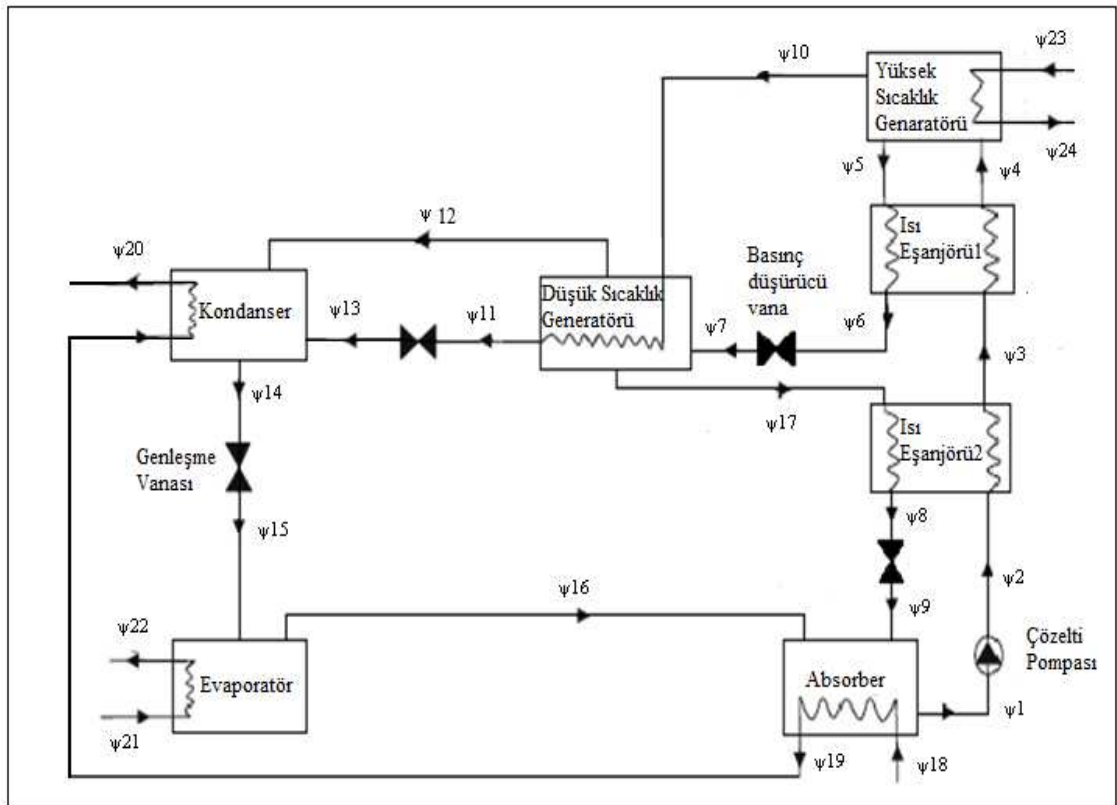 ψ10
ψ23
Yüksek
Sıcaklık
Genaratörü
ψ24
ψ5
ψ4
Isı
Eşanjörü1
ψ 12
ψ20
Kondanser
ψ13
ψ11
Düşük Sıcaklık
Generatörü
Basınç
düşürücü
vana
ψ7
ψ6
ψ3
ψ14
ψ17
Isı
Eşanjörü2
Genleşme
Vanası
ψ15
ψ8
ψ2
ψ16
ψ9
ψ22
Evaporatör
ψ21
Absorber
Çözelti
Pompası
ψ1
ψ19
ψ18